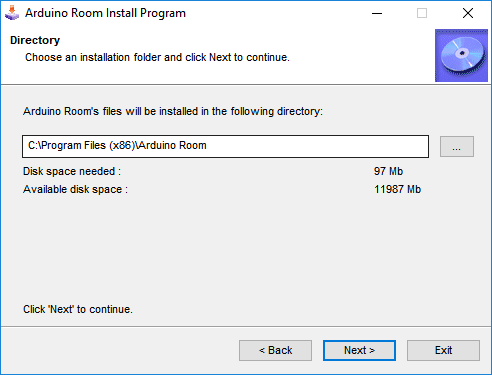 Arduino Room Install Program
Directory
Choose an installation folder and click Next to continue.
Arduino Room's files will be installed in the following directory:
C:\Program Files (x86)\Arduino Room
...
Disk space needed : 97 Mb
Available disk space : 11987 Mb
Click 'Next' to continue.
< Back Next > Exit